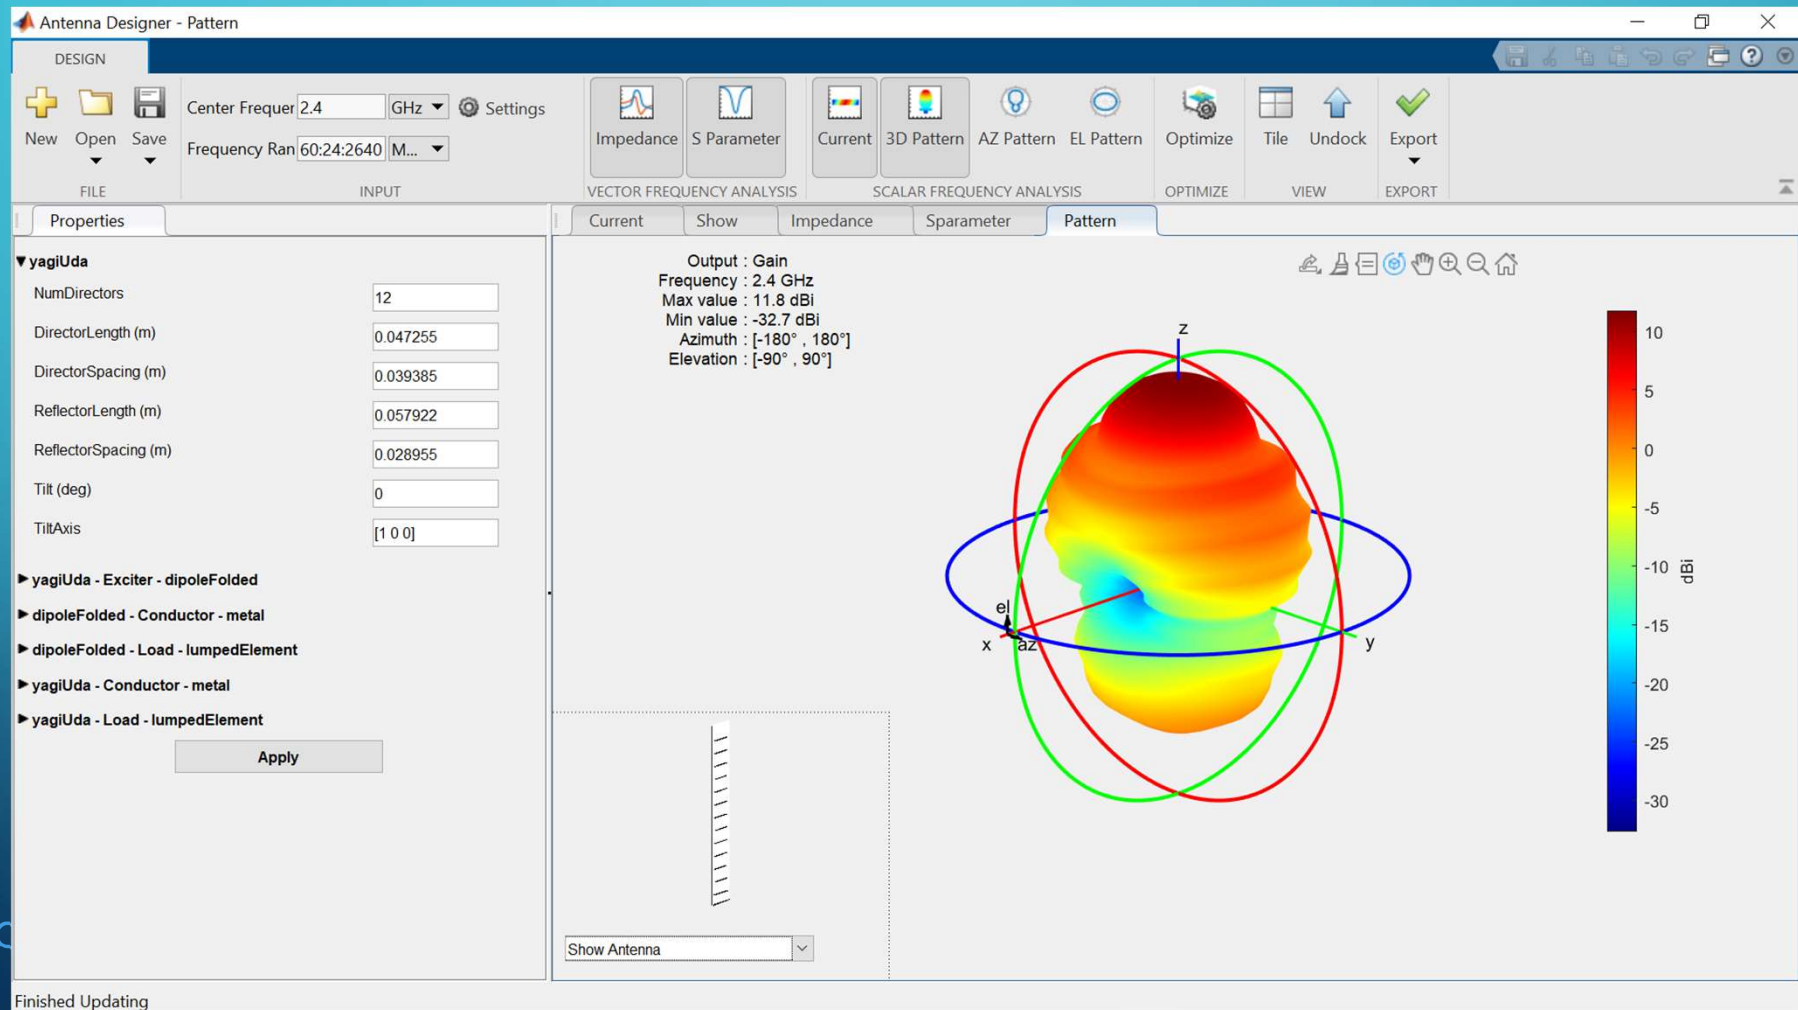 Antenna Designer - Pattern
DESIGN
New
Open
Save
FILE
Center Frequer 2.4 GHz
Settings
Frequency Ran 60:24:2640 M...
INPUT
Impedance
S Parameter
VECTOR FREQUENCY ANALYSIS
Current
3D Pattern
AZ Pattern
EL Pattern
SCALAR FREQUENCY ANALYSIS
Optimize
OPTIMIZE
Tile
Undock
VIEW
Export
EXPORT
Properties
yagiUda
NumDirectors 12
DirectorLength (m) 0.047255
DirectorSpacing (m) 0.039385
ReflectorLength (m) 0.057922
ReflectorSpacing (m) 0.028955
Tilt (deg) 0
TiltAxis [1 0 0]
yagiUda - Exciter - dipoleFolded
dipoleFolded - Conductor - metal
dipoleFolded - Load - lumpedElement
yagiUda - Conductor - metal
yagiUda - Load - lumpedElement
Apply
Current
Show
Impedance
Sparameter
Pattern
Output : Gain
Frequency : 2.4 GHz
Max value : 11.8 dBi
Min value : -32.7 dBi
Azimuth : [-180° , 180°]
Elevation : [-90° , 90°]
z
el
x
az
y
10
5
0
-5
-10
-15
-20
-25
-30
dBi
Show Antenna
Finished Updating